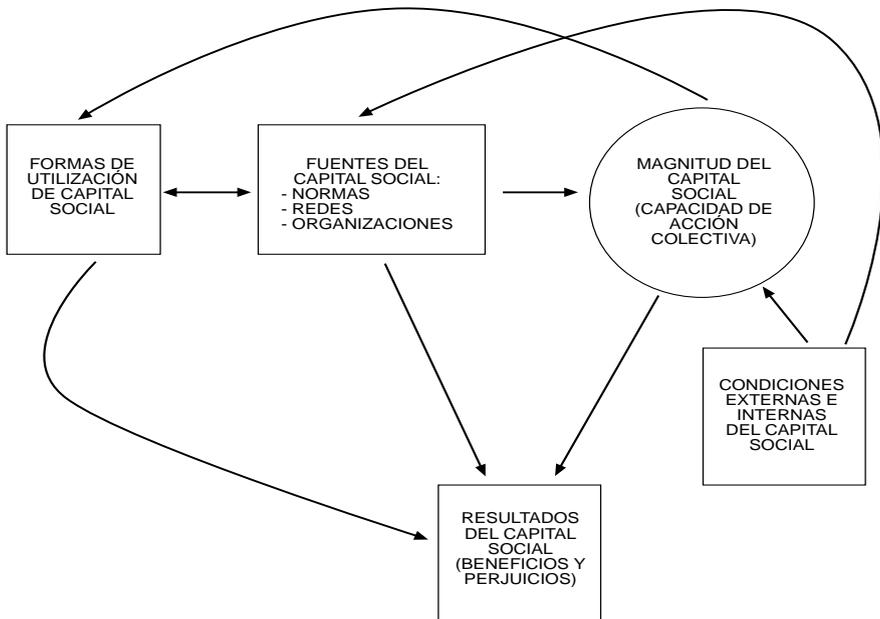 FORMAS DE
UTILIZACIÓN
DE CAPITAL
SOCIAL
FUENTES DEL
CAPITAL SOCIAL:
- NORMAS
- REDES
- ORGANIZACIONES
MAGNITUD DEL
CAPITAL
SOCIAL
(CAPACIDAD DE
ACCIÓN
COLECTIVA)
CONDICIONES
EXTERNAS E
INTERNAS
DEL CAPITAL
SOCIAL
RESULTADOS
DEL CAPITAL
SOCIAL
(BENEFICIOS Y
PERJUICIOS)